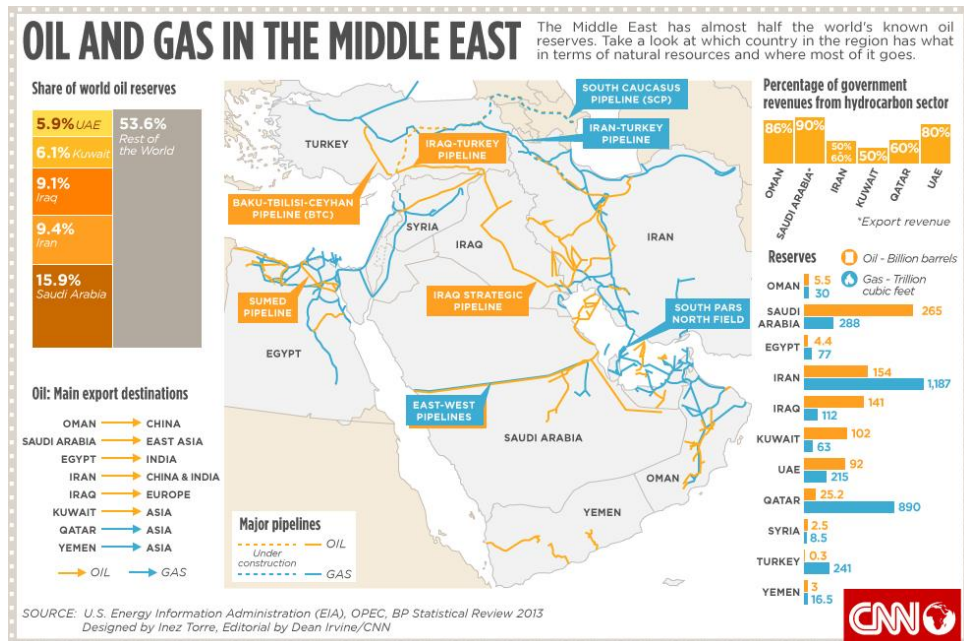 OIL AND GAS IN THE MIDDLE EAST
The Middle East has almost half the world's known oil
reserves. Take a look at which country in the region has what
in terms of natural resources and where most of it goes.
Share of world oil reserves
5.9% UAE
6.1% Kuwait
9.1%
Iraq
9.4%
Iran
15.9%
Saudi Arabia
53.6%
Rest of
the World
Oil: Main export destinations
OMAN CHINA
SAUDI ARABIA EAST ASIA
EGYPT INDIA
IRAN CHINA & INDIA
IRAQ EUROPE
KUWAIT ASIA
QATAR ASIA
YEMEN ASIA
OIL GAS
SOUTH CAUCASUS
PIPELINE (SCP)
IRAN-TURKEY
PIPELINE
TURKEY
IRAQ-TURKEY
PIPELINE
BAKU-TBILISI-CEYHAN
PIPELINE (BTC)
SYRIA
IRAQ
IRAN
SUMED
PIPELINE
IRAQ STRATEGIC
PIPELINE
SOUTH PARS
NORTH FIELD
EGYPT
EAST-WEST
PIPELINES
SAUDI ARABIA
OMAN
YEMEN
Major pipelines
OIL
Under
construction
GAS
Percentage of government
revenues from hydrocarbon sector
86%
90%
50%
60%
50%
60%
80%
OMAN
SAUDI ARABIA*
IRAN
KUWAIT
QATAR
UAE
*Export revenue
Reserves
Oil - Billion barrels
Gas - Trillion
cubic feet
OMAN
5.5
30
SAUDI
ARABIA
265
288
EGYPT
4.4
77
IRAN
154
1,187
IRAQ
141
112
KUWAIT
102
63
UAE
92
215
QATAR
25.2
890
SYRIA
2.5
8.5
TURKEY
0.3
241
YEMEN
3
16.5
SOURCE: U.S. Energy Information Administration (EIA), OPEC, BP Statistical Review 2013
Designed by Inez Torre, Editorial by Dean Irvine/CNN
CNN